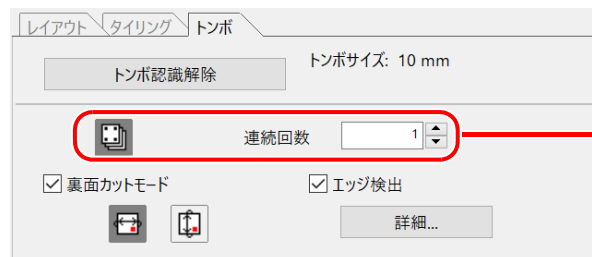 レイアウト タイリング トンボ
トンボ認識解除 トンボサイズ: 10 mm
連続回数 1
裏面カットモード エッジ検出
詳細...